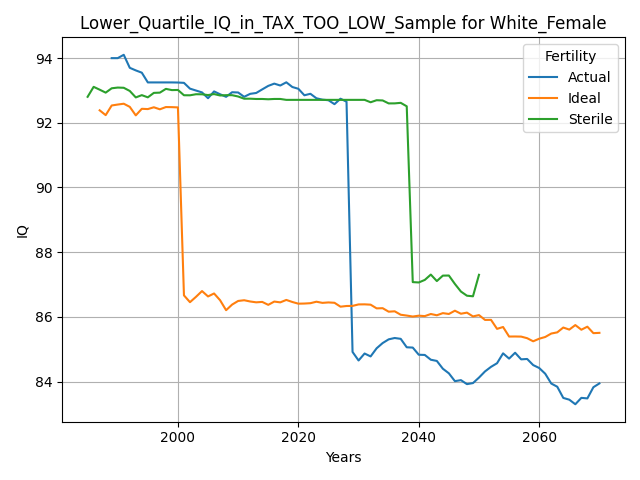 Lower_Quartile_IQ_in_TAX_TOO_LOW_Sample for White_Female
Fertility
Actual
Ideal
Sterile
IQ
94
92
90
88
86
84
2000
2020
2040
2060
Years